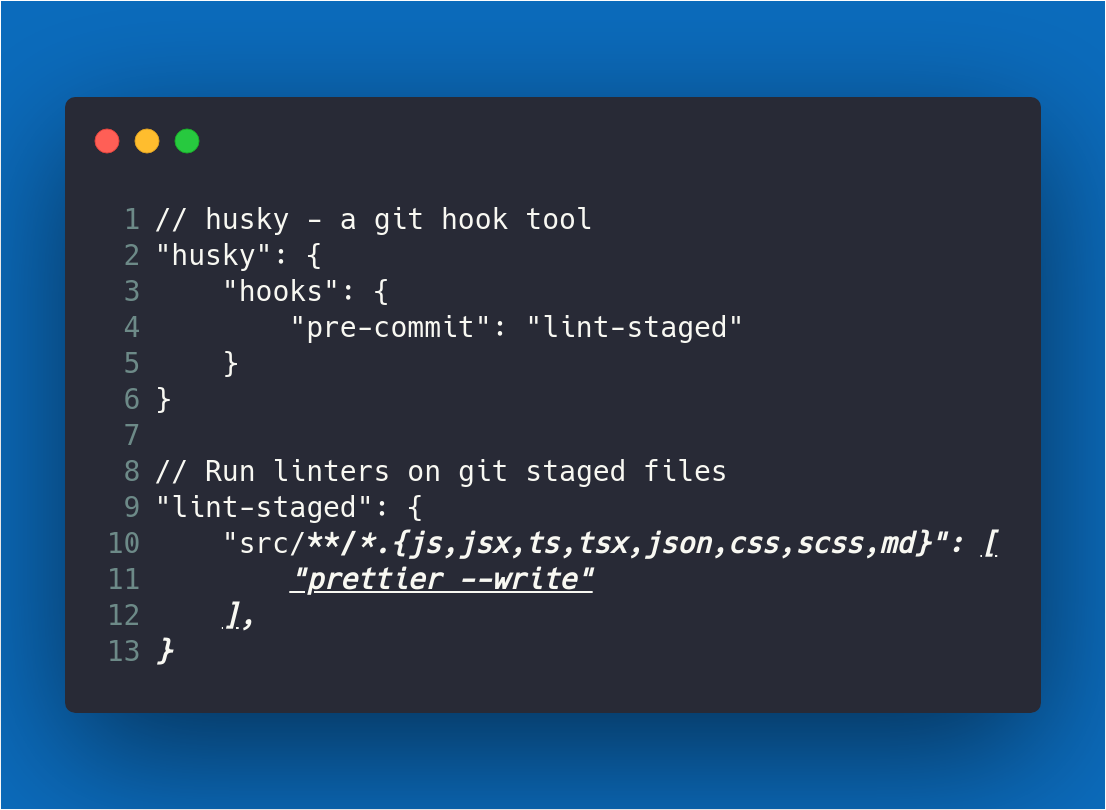 1 // husky - a git hook tool
2 "husky": {
3     "hooks": {
4         "pre-commit": "lint-staged"
5     }
6 }
7
8 // Run linters on git staged files
9 "lint-staged": {
10     "src/**/*.{js,jsx,ts,tsx,json,css,scss,md}": [
11         "prettier --write"
12     ],
13 }